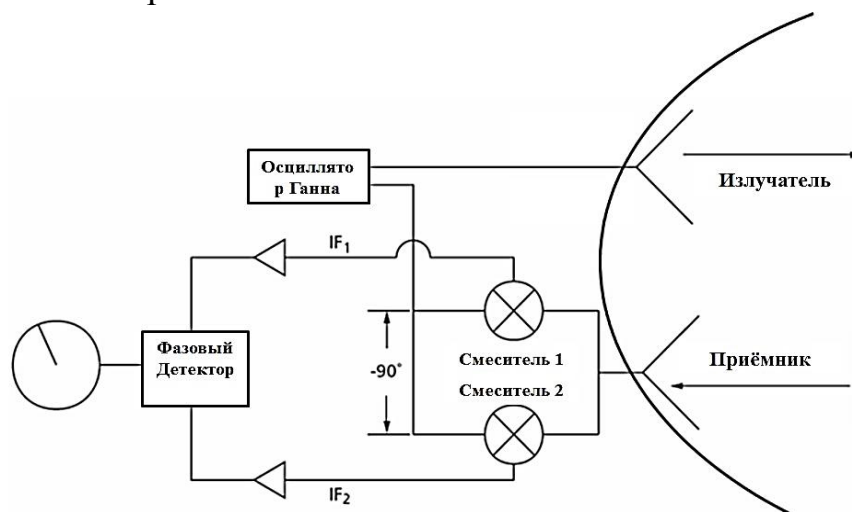 Осциллято
р Ганна
Излучатель
IF1
Фазовый
Детектор
-90°
Смеситель 1
Смеситель 2
Приёмник
IF2